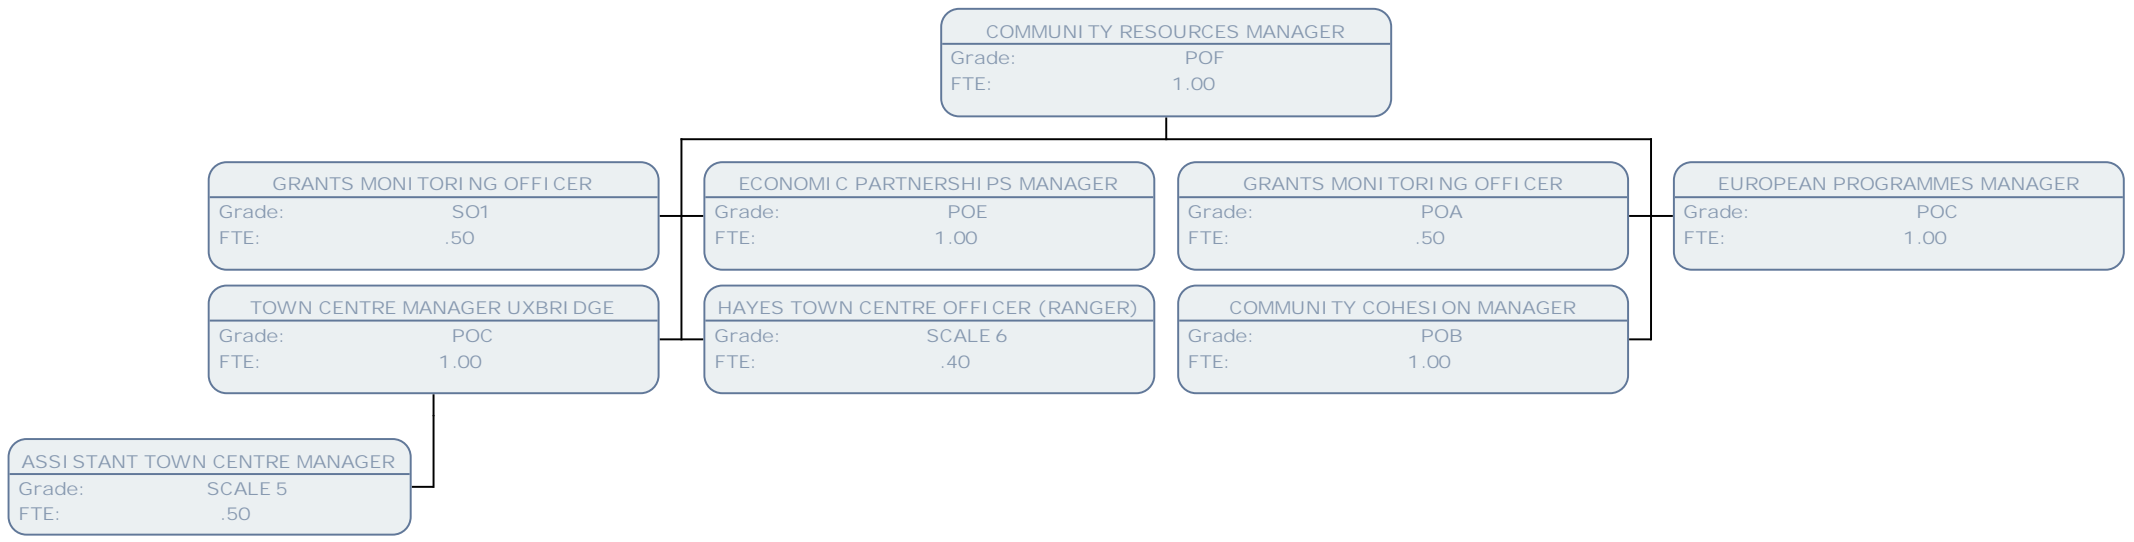 COMMUNITY RESOURCES MANAGER
Grade: POF
FTE: 1.00
GRANTS MONITORING OFFICER
Grade: SO1
FTE: .50
ECONOMIC PARTNERSHIPS MANAGER
Grade: POE
FTE: 1.00
GRANTS MONITORING OFFICER
Grade: POA
FTE: .50
EUROPEAN PROGRAMMES MANAGER
Grade: POC
FTE: 1.00
TOWN CENTRE MANAGER UXBRIDGE
Grade: POC
FTE: 1.00
HAYES TOWN CENTRE OFFICER (RANGER)
Grade: SCALE 6
FTE: .40
COMMUNITY COHESION MANAGER
Grade: POB
FTE: 1.00
ASSISTANT TOWN CENTRE MANAGER
Grade: SCALE 5
FTE: .50